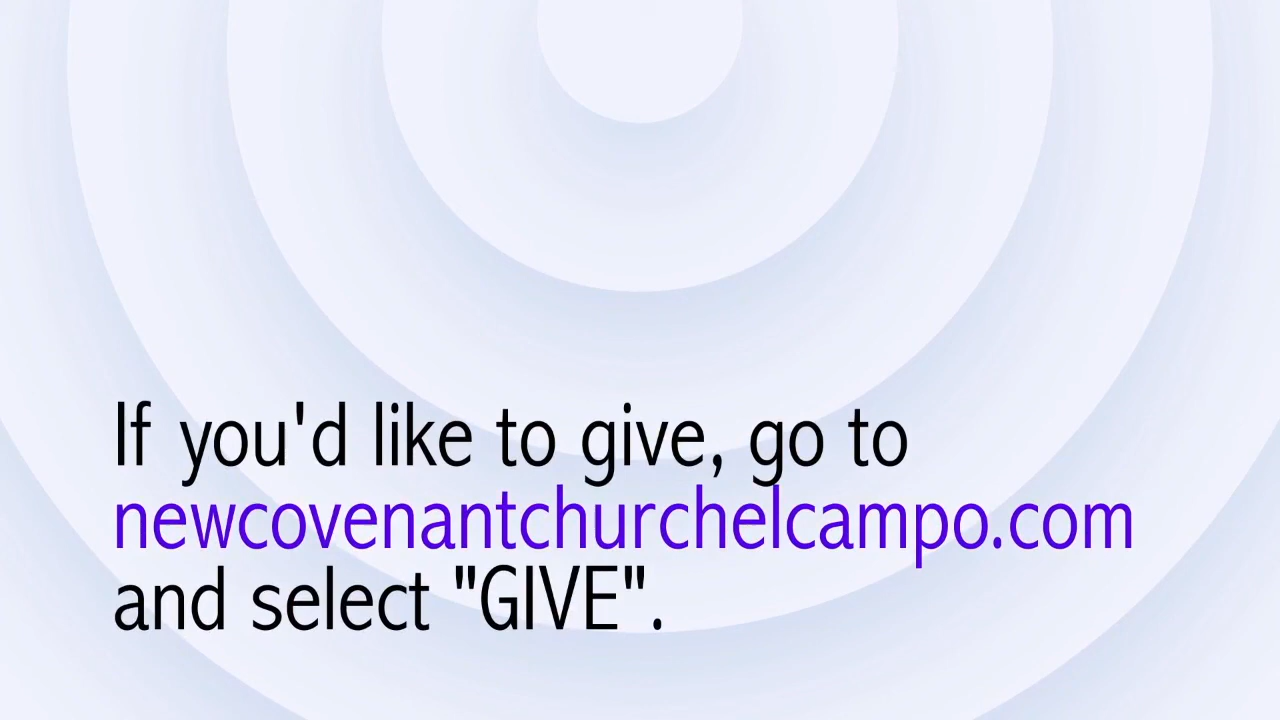 If you'd like to give, go to
newcovenantchurchelcampo.com
and select "GIVE".